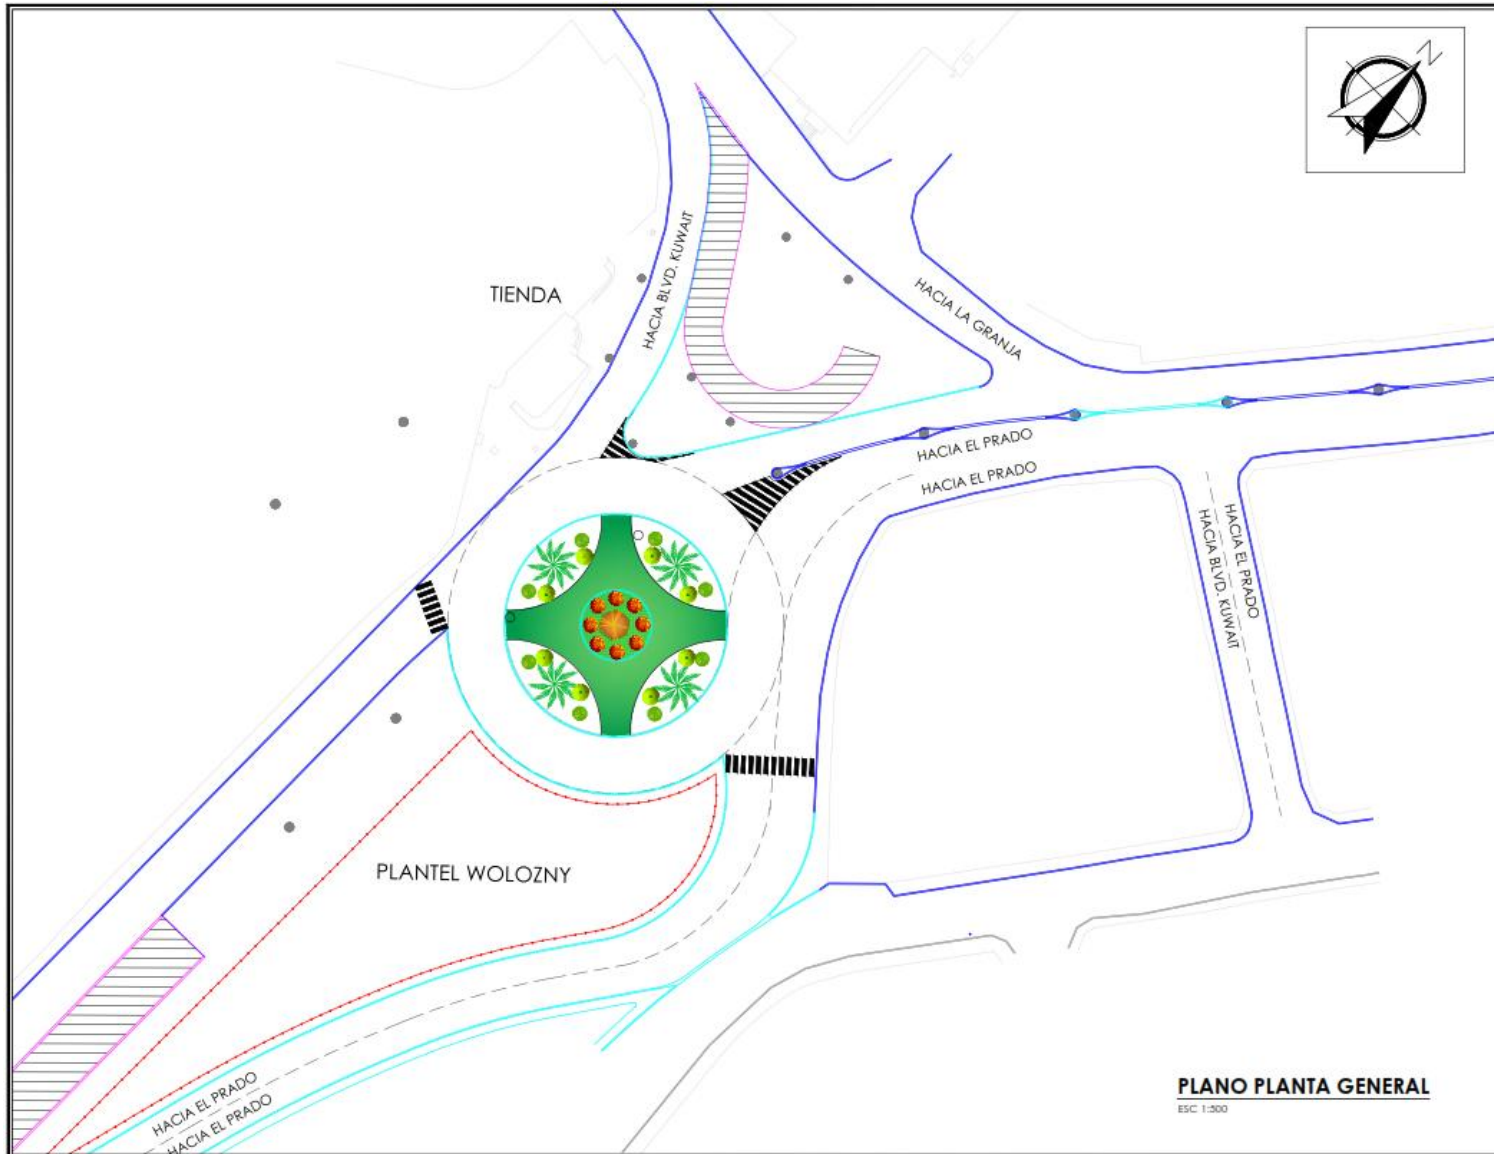 N
HACIA BLVD. KUWAIT
TIENDA
HACIA LA GRANJA
HACIA EL PRADO
HACIA EL PRADO
HACIA EL PRADO
HACIA BLVD. KUWAIT
PLANTEL WOLOZNY
HACIA EL PRADO
HACIA EL PRADO
PLANO PLANTA GENERAL
ESC 1:500